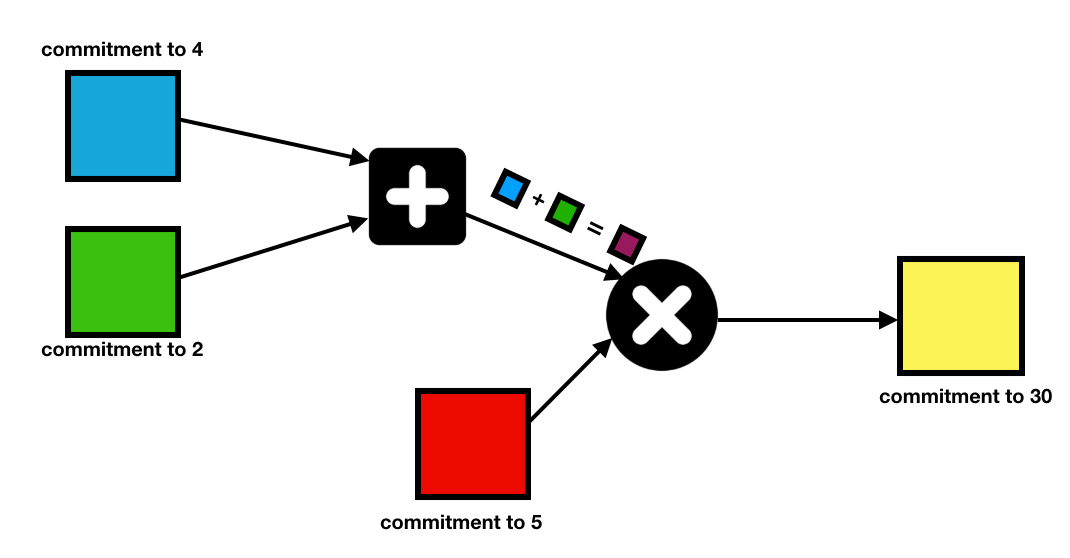 commitment to 4
+ =
commitment to 2
commitment to 30
commitment to 5